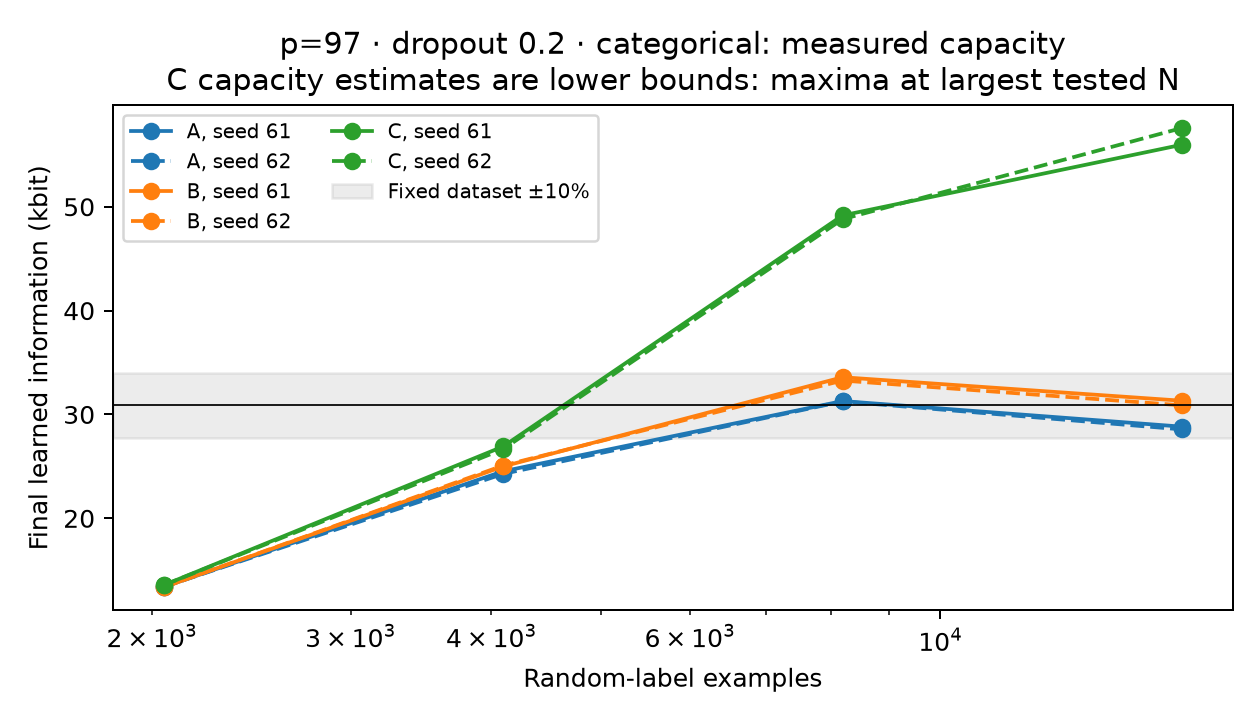 p=97 · dropout 0.2 · categorical: measured capacity
C capacity estimates are lower bounds: maxima at largest tested N
A, seed 61
A, seed 62
B, seed 61
B, seed 62
C, seed 61
C, seed 62
Fixed dataset ±10%
Final learned information (kbit)
50
40
30
20
2 × 10³
3 × 10³
4 × 10³
6 × 10³
10⁴
Random-label examples